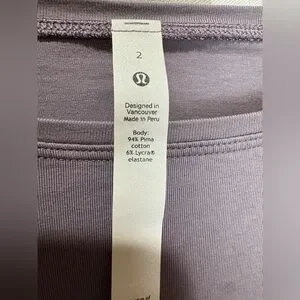 2
Designed in
Vancouver
Made in Peru
Body:
94% Pima
cotton
6% Lycra®
elastane